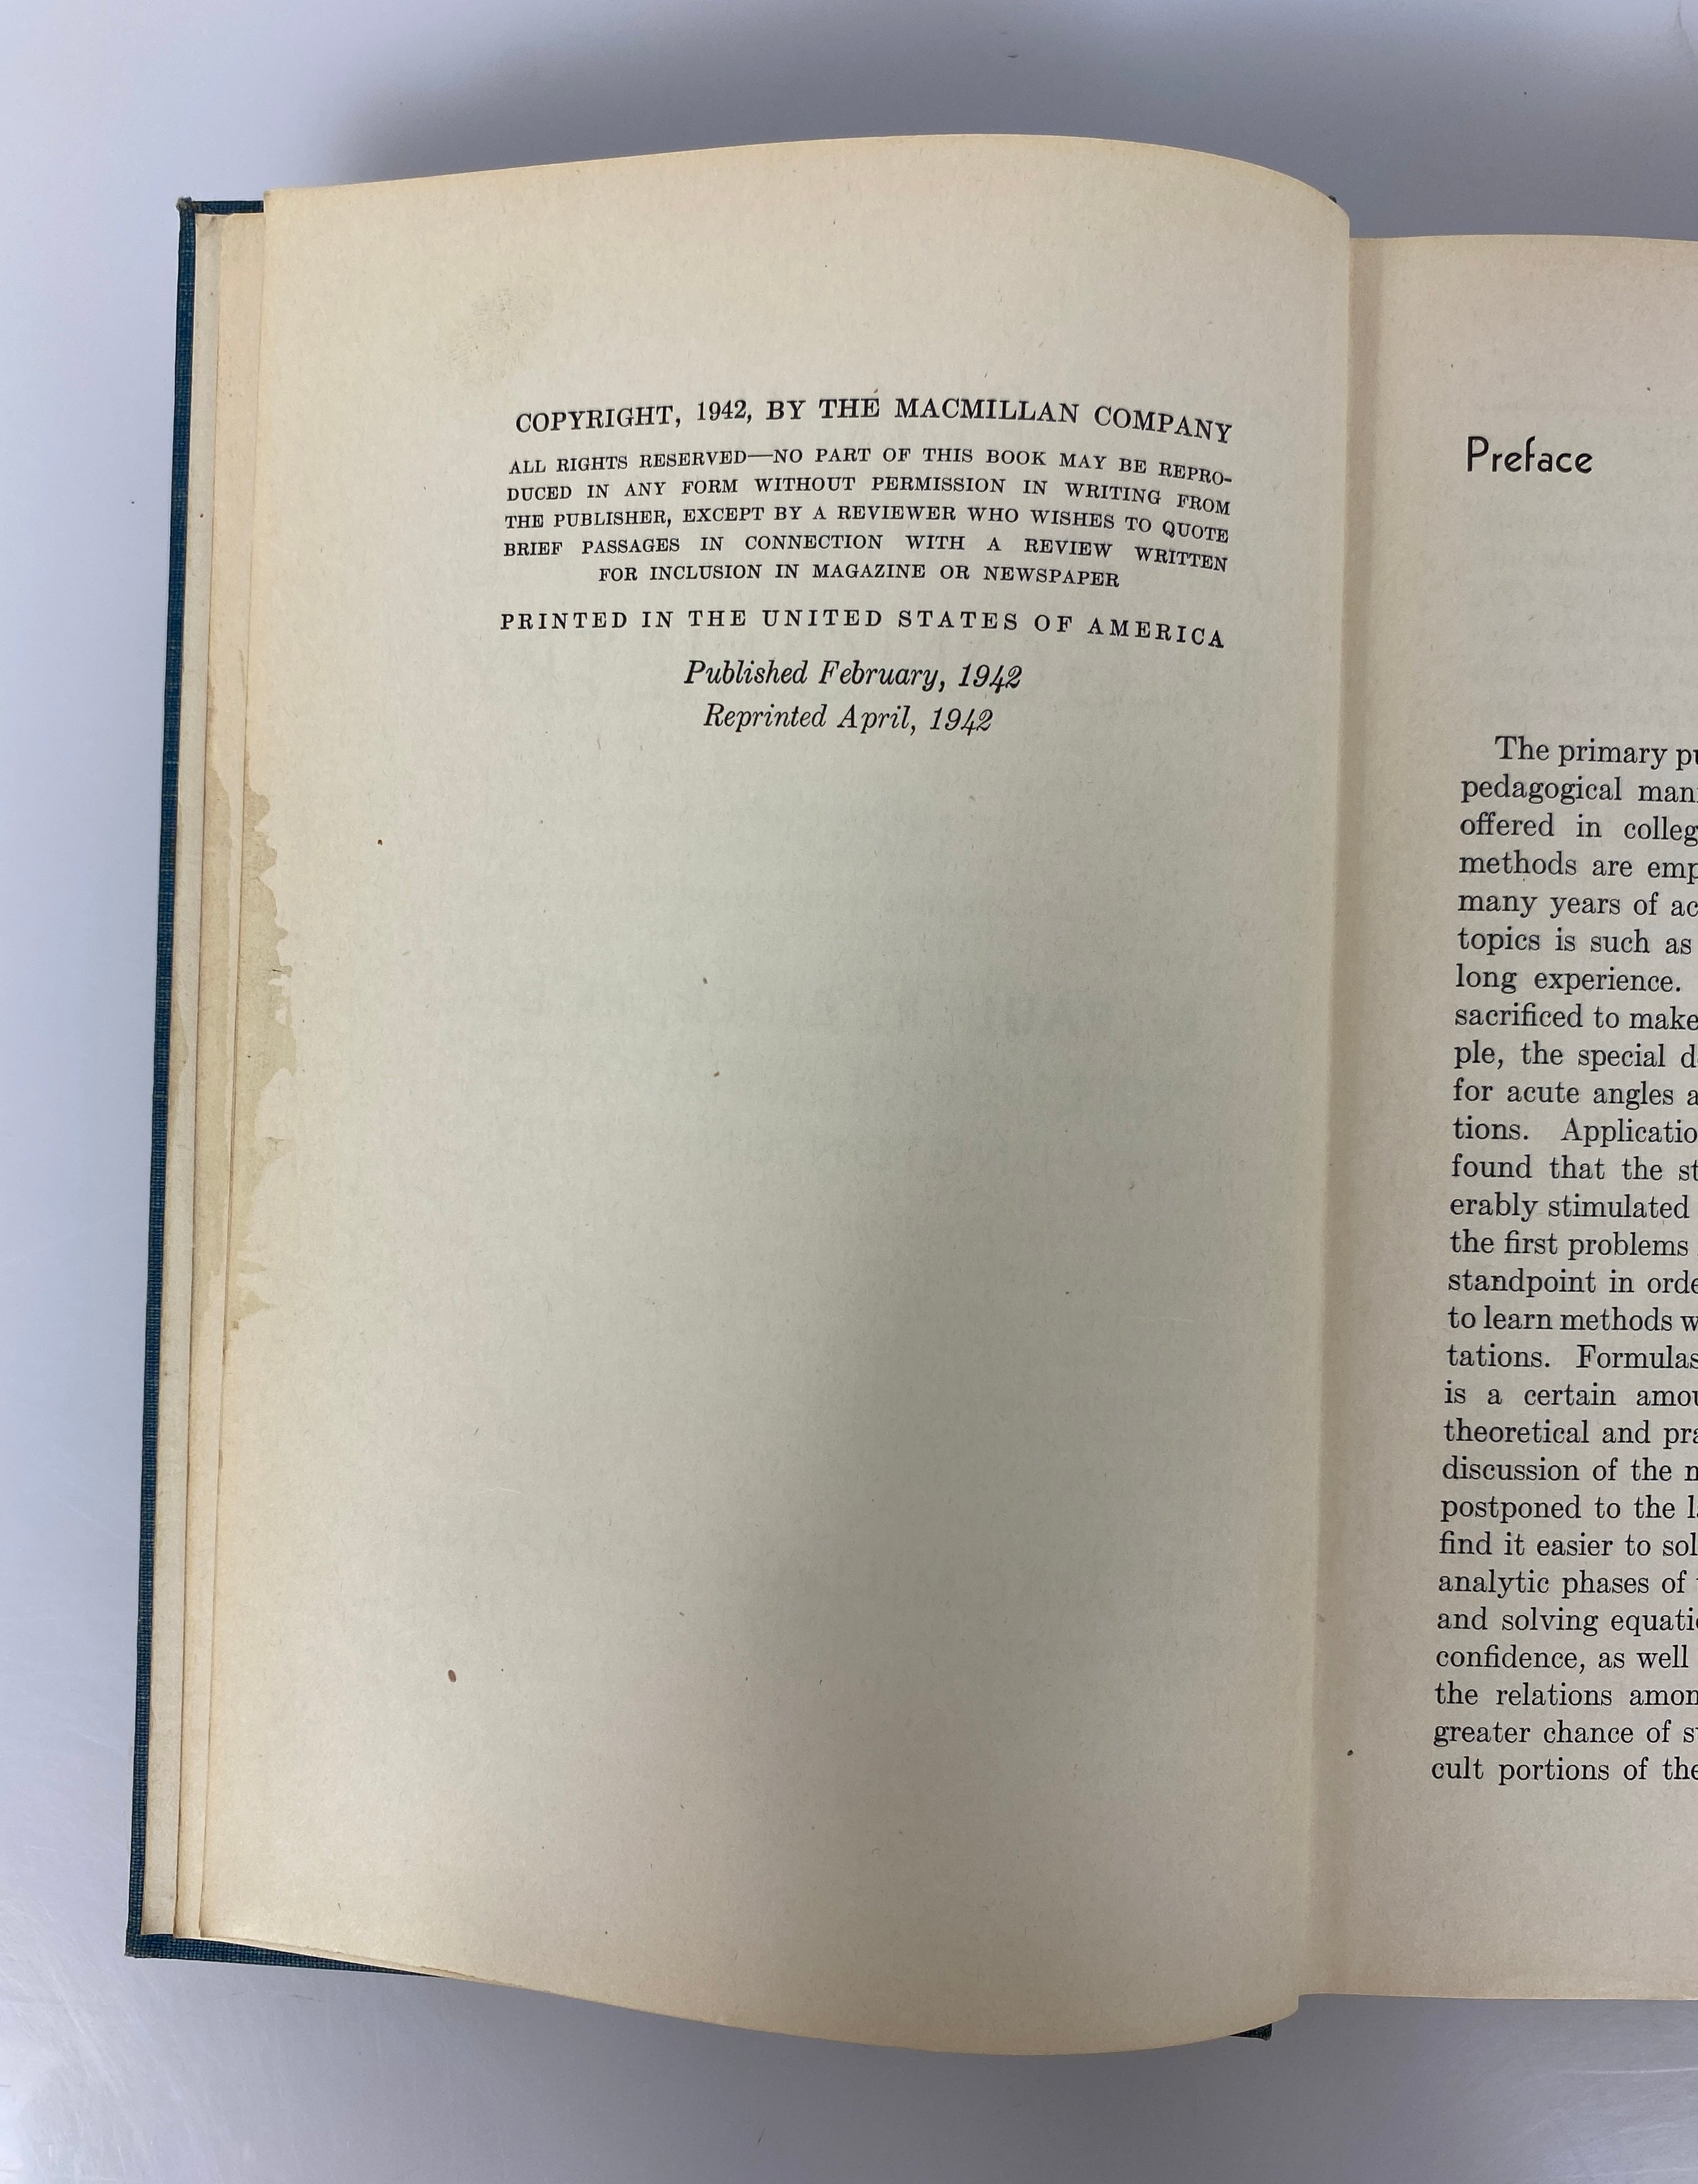 COPYRIGHT, 1942, BY THE MACMILLAN COMPANY
ALL RIGHTS RESERVED—NO PART OF THIS BOOK MAY BE REPRO-
DUCED IN ANY FORM WITHOUT PERMISSION IN WRITING FROM
THE PUBLISHER, EXCEPT BY A REVIEWER WHO WISHES TO QUOTE
BRIEF PASSAGES IN CONNECTION WITH A REVIEW WRITTEN
FOR INCLUSION IN MAGAZINE OR NEWSPAPER
PRINTED IN THE UNITED STATES OF AMERICA
Published February, 1942
Reprinted April, 1942
Preface
The primary
pedagogical
offered in
methods are
many years of
topics is such as
long experience.
sacrificed to make
ple, the special
for acute angles
tions.
found that the
erably stimulated
the first problems
standpoint in
to learn methods
tations. Formulas
is a certain
theoretical and
discussion of the
postponed to the
find it easier to
analytic phases of
and solving
confidence, as well
the relations
greater chance of
cult portions of the